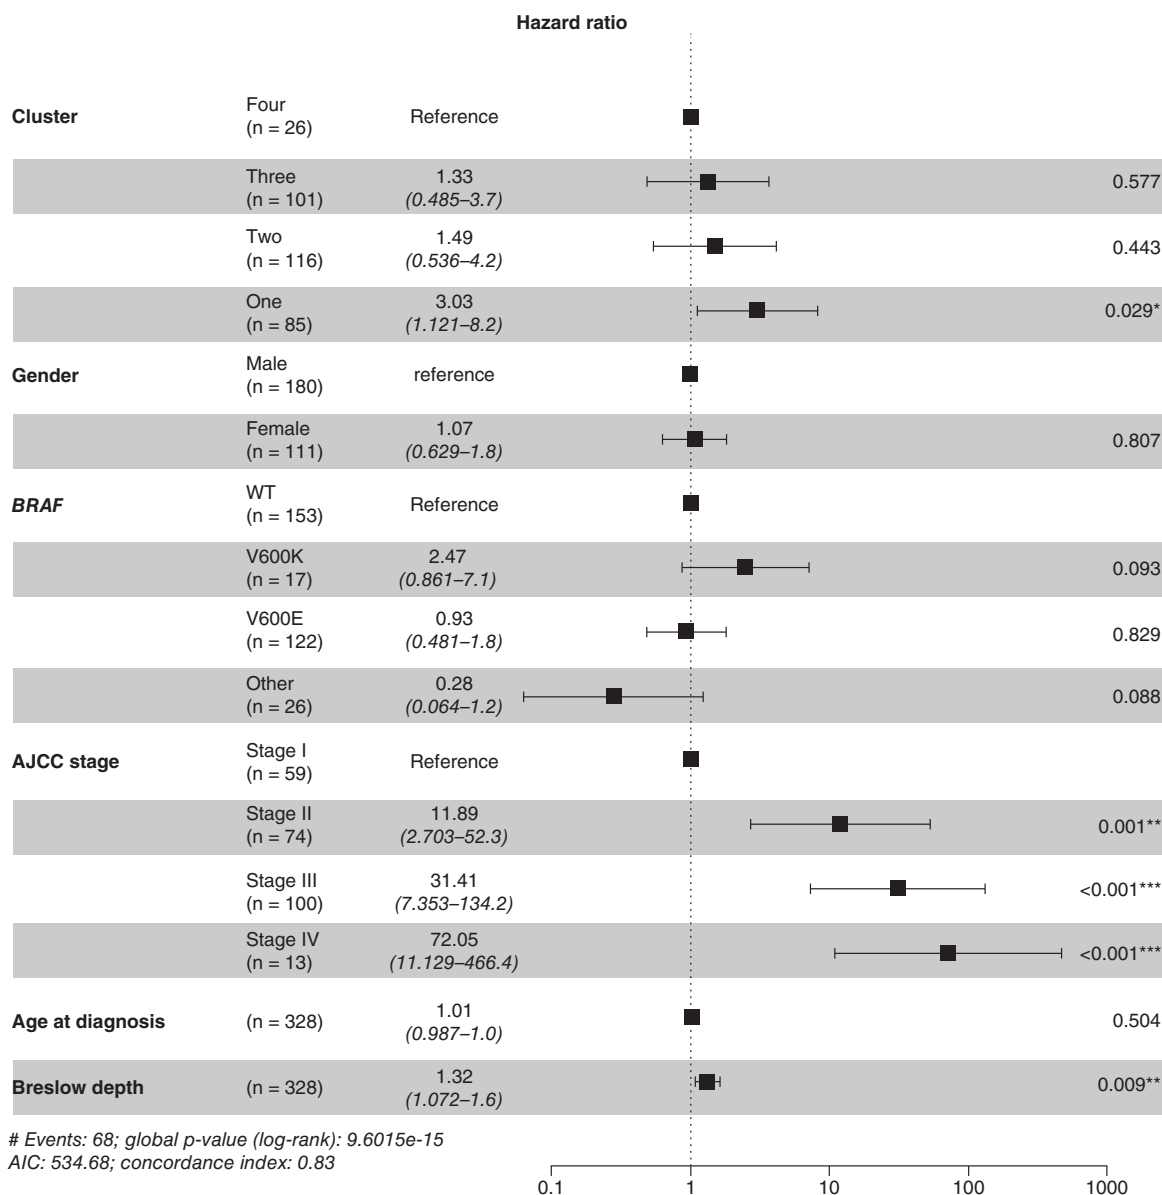 Hazard ratio
Cluster
Four
(n = 26)
Reference
Three
(n = 101)
1.33
(0.485–3.7)
0.577
Two
(n = 116)
1.49
(0.536–4.2)
0.443
One
(n = 85)
3.03
(1.121–8.2)
0.029*
Gender
Male
(n = 180)
reference
Female
(n = 111)
1.07
(0.629–1.8)
0.807
BRAF
WT
(n = 153)
Reference
V600K
(n = 17)
2.47
(0.861–7.1)
0.093
V600E
(n = 122)
0.93
(0.481–1.8)
0.829
Other
(n = 26)
0.28
(0.064–1.2)
0.088
AJCC stage
Stage I
(n = 59)
Reference
Stage II
(n = 74)
11.89
(2.703–52.3)
0.001**
Stage III
(n = 100)
31.41
(7.353–134.2)
<0.001***
Stage IV
(n = 13)
72.05
(11.129–466.4)
<0.001***
Age at diagnosis
(n = 328)
1.01
(0.987–1.0)
0.504
Breslow depth
(n = 328)
1.32
(1.072–1.6)
0.009**
# Events: 68; global p-value (log-rank): 9.6015e-15
AIC: 534.68; concordance index: 0.83
0.1 1 10 100 1000